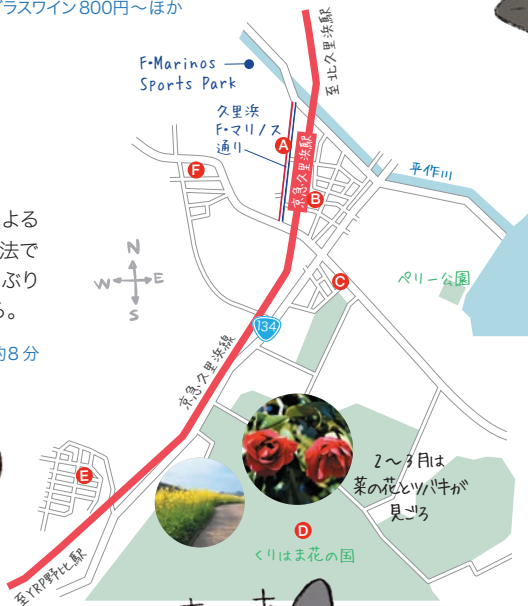 グラスワイン 800円〜ほか
至北久里浜駅
F・Marinos
Sports Park
久里浜
F・マリノス
通り
A
京急久里浜駅
平作川
F
B
よる
法で
ぶり
る。
N
W E
S
C
ペリー公園
約8分
134
京急久里浜線
2〜3月は
菜の花とツバキが
見ごろ
E
D
くりはま花の国
至YRP野比駅